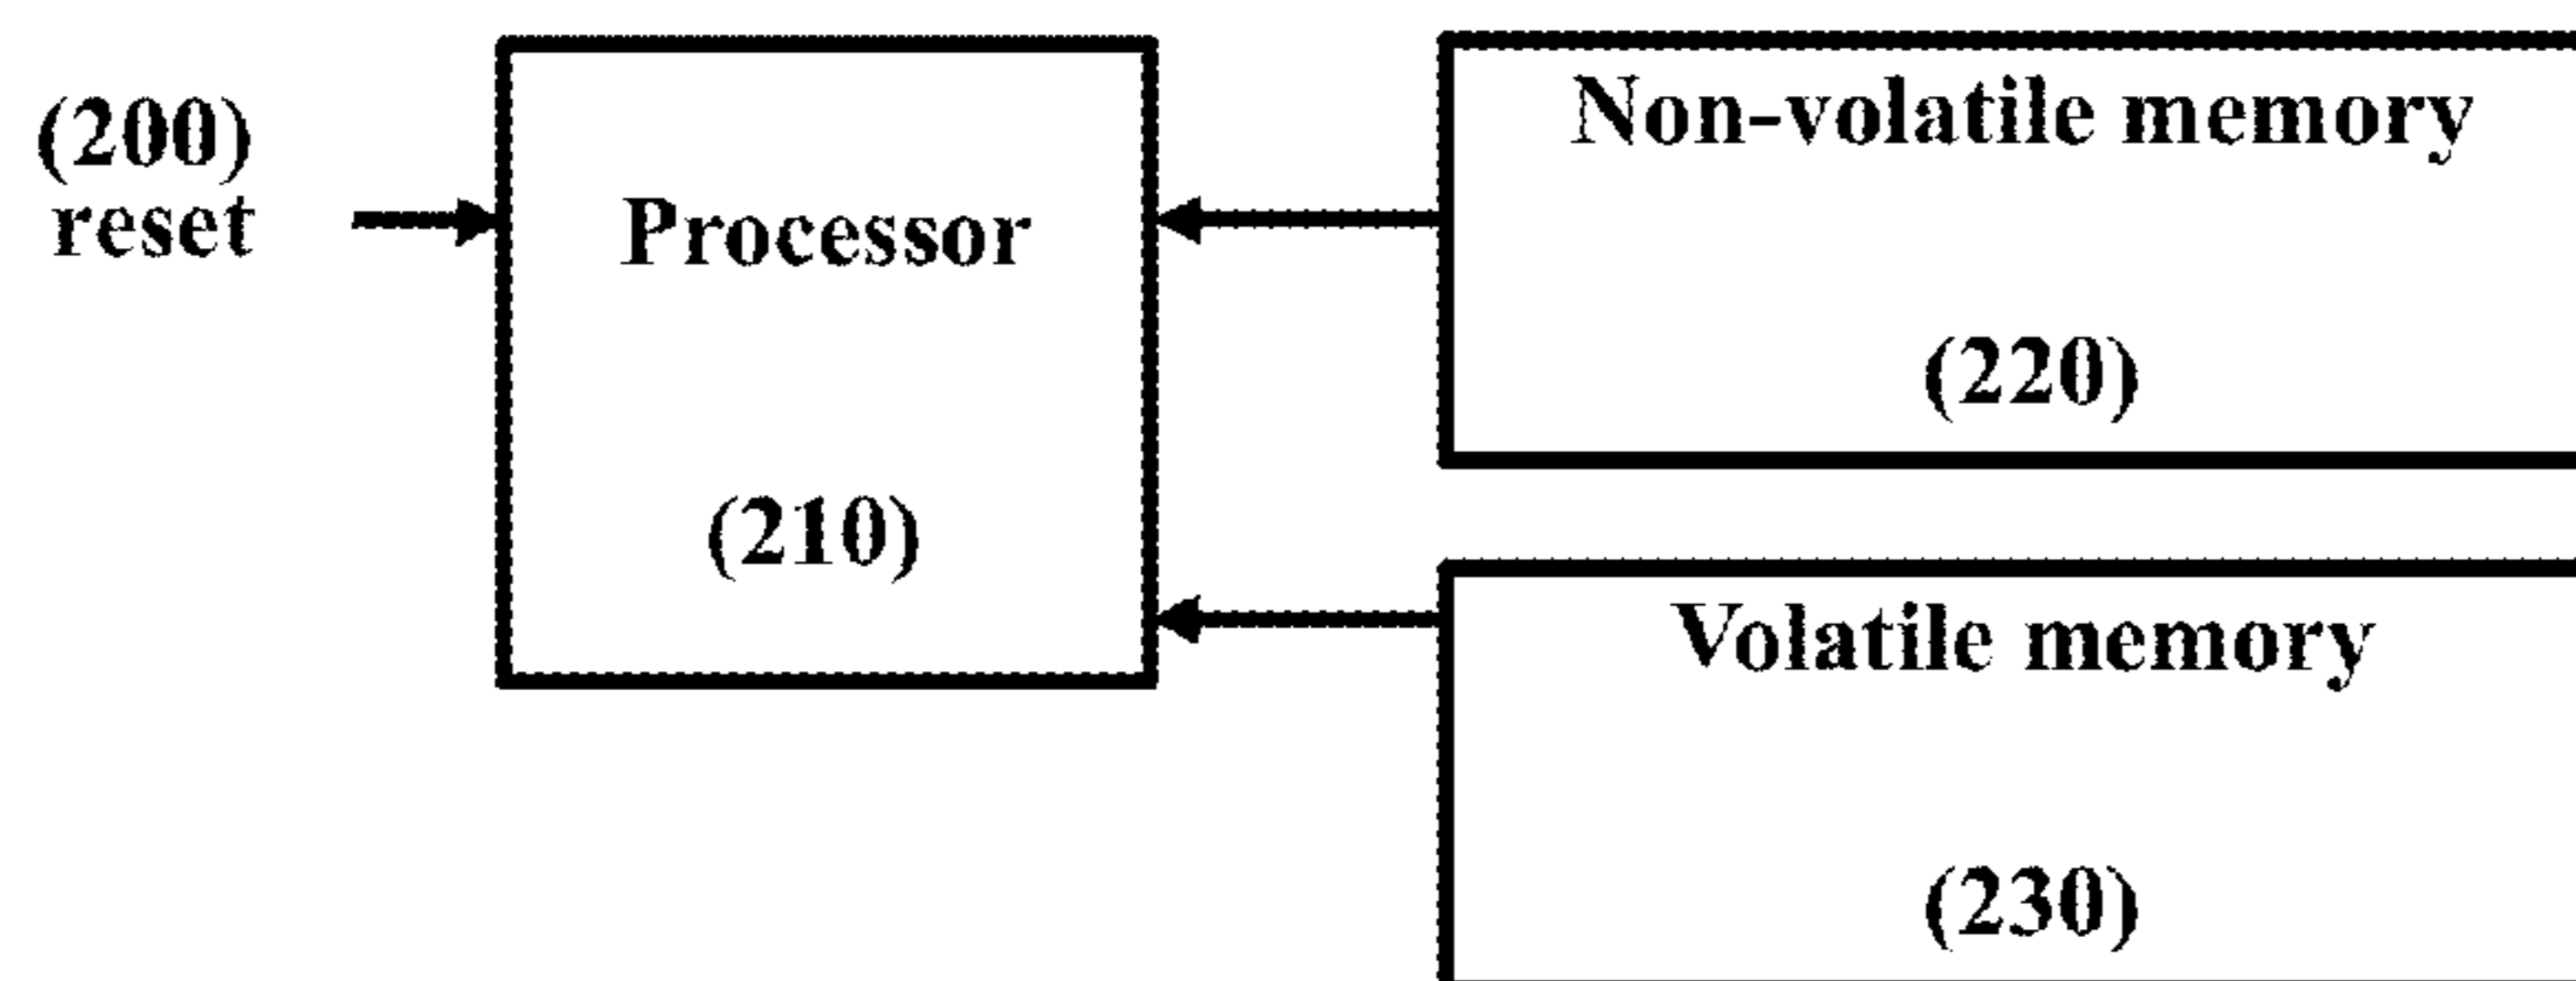 (200)
reset
Processor
(210)
Non-volatile memory
(220)
Volatile memory
(230)